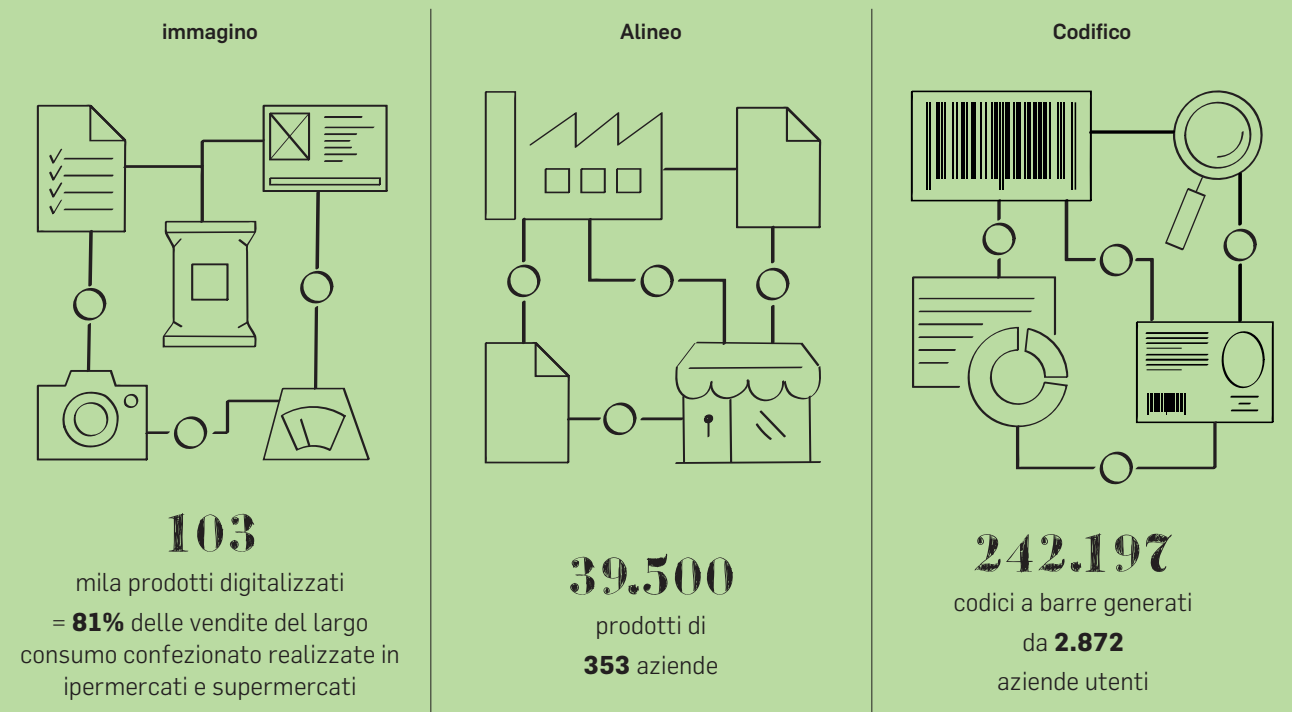 immagino
103
mila prodotti digitalizzati
= 81% delle vendite del largo
consumo confezionato realizzate in
ipermercati e supermercati
Alineo
39.500
prodotti di
353 aziende
Codifico
242.197
codici a barre generati
da 2.872
aziende utenti